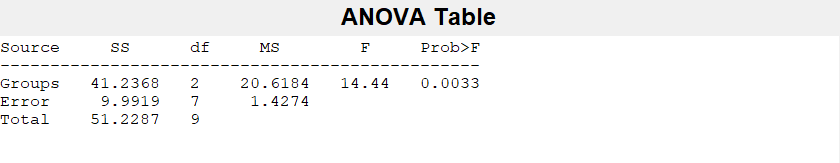 ANOVA Table
Source     SS      df     MS        F     Prob>F
------------------------------------------------
Groups   41.2368   2    20.6184   14.44   0.0033
Error     9.9919   7     1.4274
Total    51.2287   9